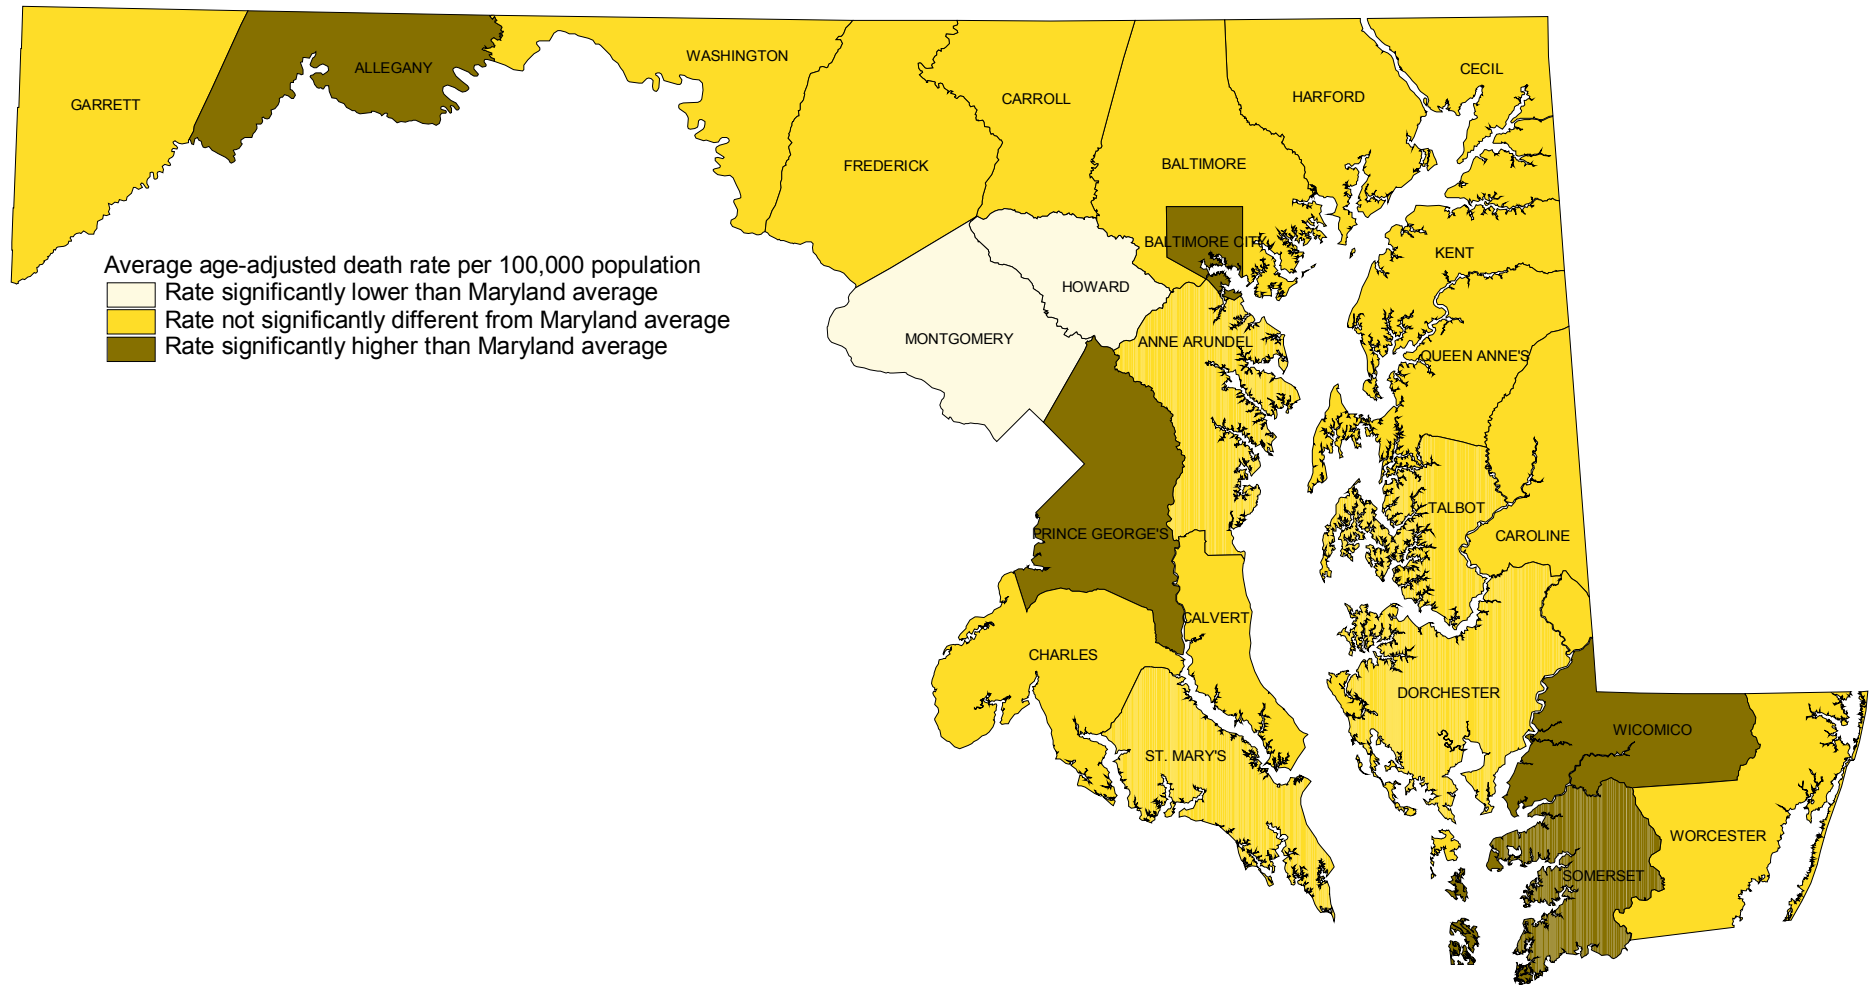 WASHINGTON
ALLEGANY
CECIL
GARRETT
CARROLL
HARFORD
FREDERICK
BALTIMORE
BALTIMORE CITY
KENT
Average age-adjusted death rate per 100,000 population
Rate significantly lower than Maryland average
Rate not significantly different from Maryland average
Rate significantly higher than Maryland average
HOWARD
MONTGOMERY
ANNE ARUNDEL
QUEEN ANNE'S
TALBOT
PRINCE GEORGE'S
CAROLINE
CALVERT
CHARLES
DORCHESTER
WICOMICO
ST. MARY'S
WORCESTER
SOMERSET